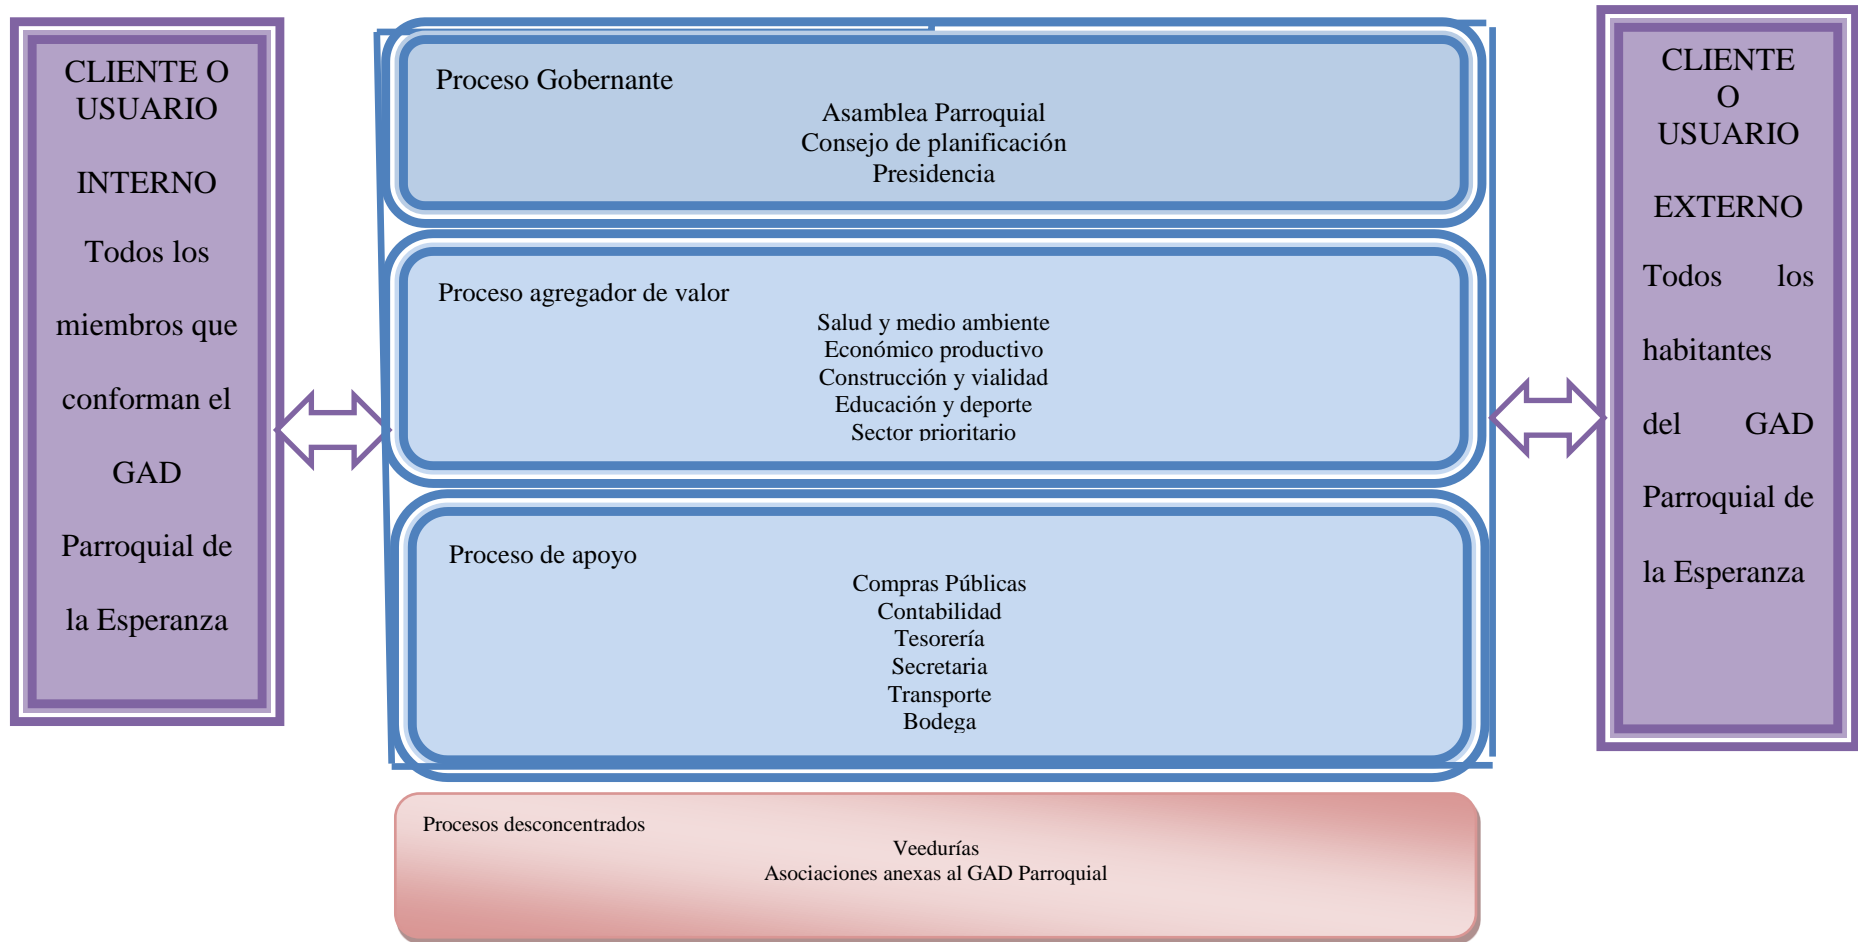 CLIENTE O
USUARIO
INTERNO
Todos los
miembros que
conforman el
GAD
Parroquial de
la Esperanza
Proceso Gobernante
Asamblea Parroquial
Consejo de planificación
Presidencia
Proceso agregador de valor
Salud y medio ambiente
Económico productivo
Construcción y vialidad
Educación y deporte
Sector prioritario
Proceso de apoyo
Compras Públicas
Contabilidad
Tesorería
Secretaria
Transporte
Bodega
Procesos desconcentrados
Veedurías
Asociaciones anexas al GAD Parroquial
CLIENTE
O
USUARIO
EXTERNO
Todos los
habitantes
del GAD
Parroquial de
la Esperanza